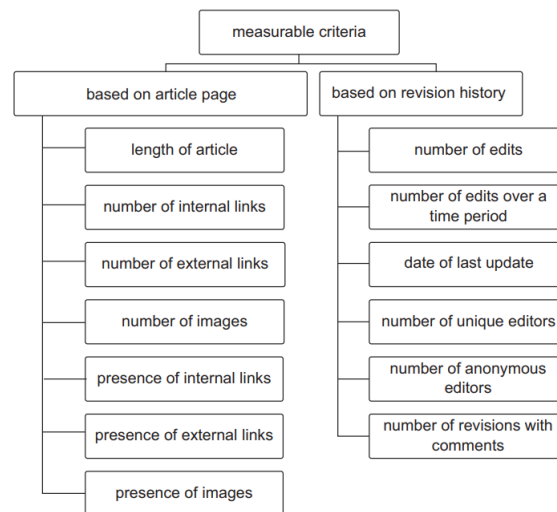 measurable criteria
based on article page
length of article
number of internal links
number of external links
number of images
presence of internal links
presence of external links
presence of images
based on revision history
number of edits
number of edits over a
time period
date of last update
number of unique editors
number of anonymous
editors
number of revisions with
comments